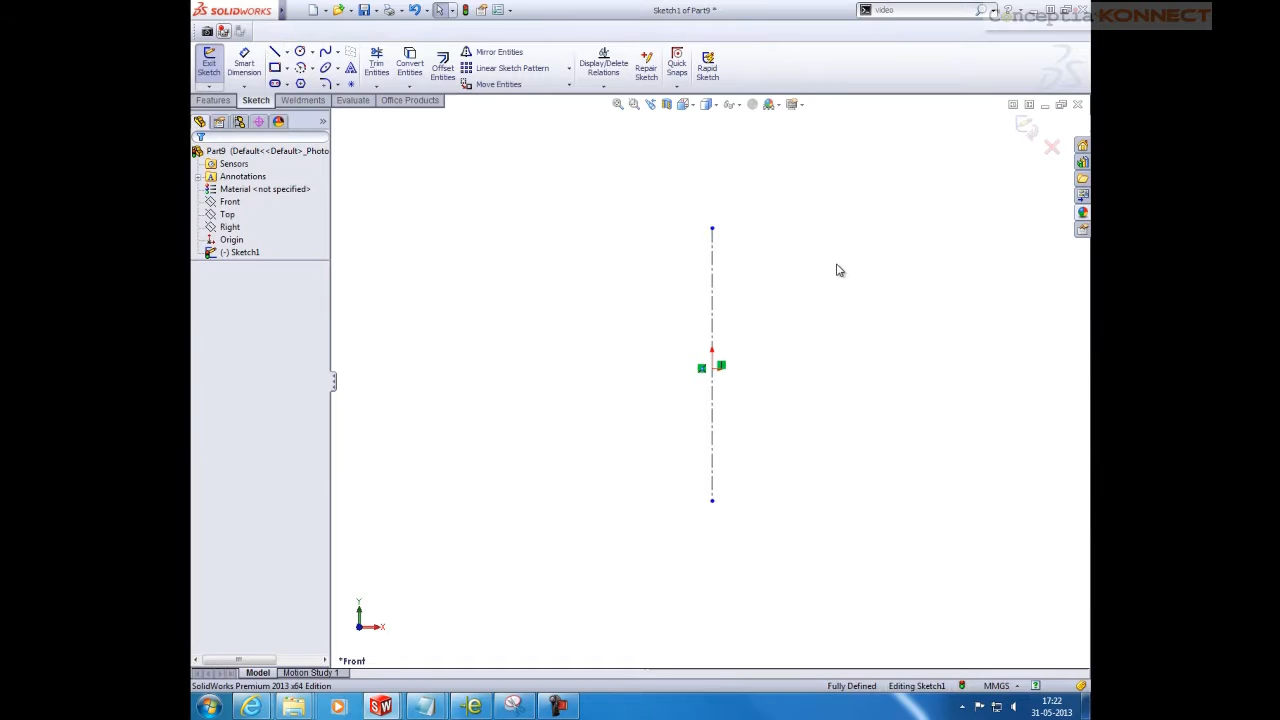 SOLIDWORKS
Sketch1 of Part9 *
video
Conceptia KONNECT
Exit Sketch
Smart Dimension
Trim Entities
Convert Entities
Offset Entities
Mirror Entities
Linear Sketch Pattern
Move Entities
Display/Delete Relations
Repair Sketch
Quick Snaps
Rapid Sketch
Features
Sketch
Weldments
Evaluate
Office Products
Part9 (Default<<Default>_Photo
Sensors
Annotations
Material <not specified>
Front
Top
Right
Origin
(-) Sketch1
Y
X
*Front
Model
Motion Study 1
SolidWorks Premium 2013 x64 Edition
Fully Defined
Editing Sketch1
MMGS
17:22
31-05-2013